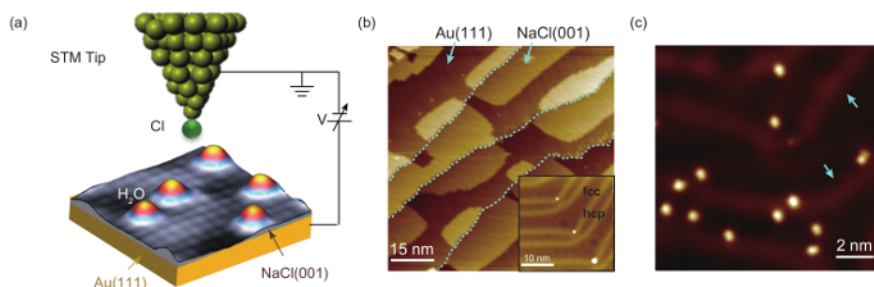 (a)
STM Tip
Cl
V
H₂O
Au(111)
NaCl(001)
(b)
Au(111)
NaCl(001)
15 nm
fcc
hcp
10 nm
(c)
2 nm